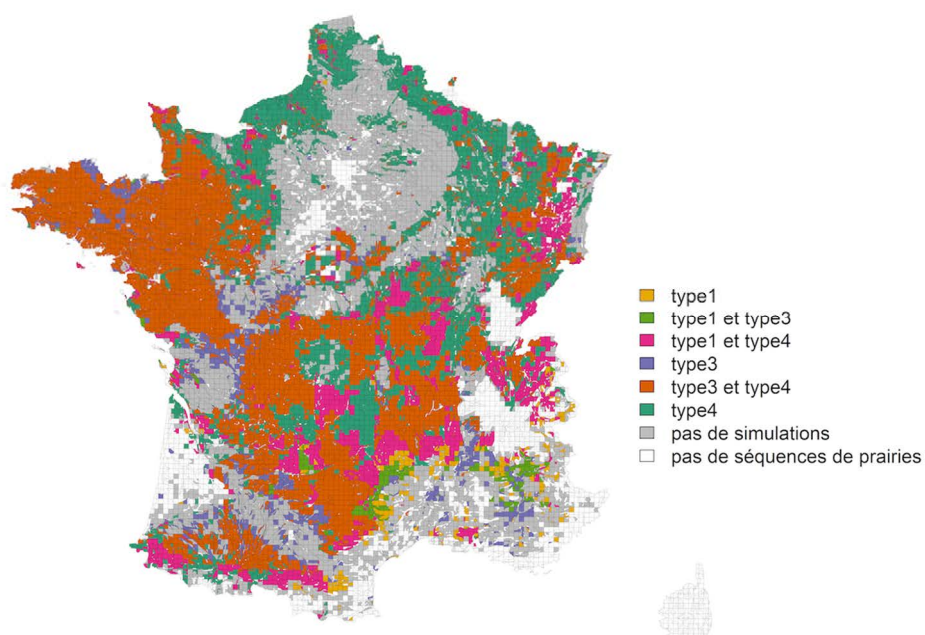 type1
type1 et type3
type1 et type4
type3
type3 et type4
type4
pas de simulations
pas de séquences de prairies